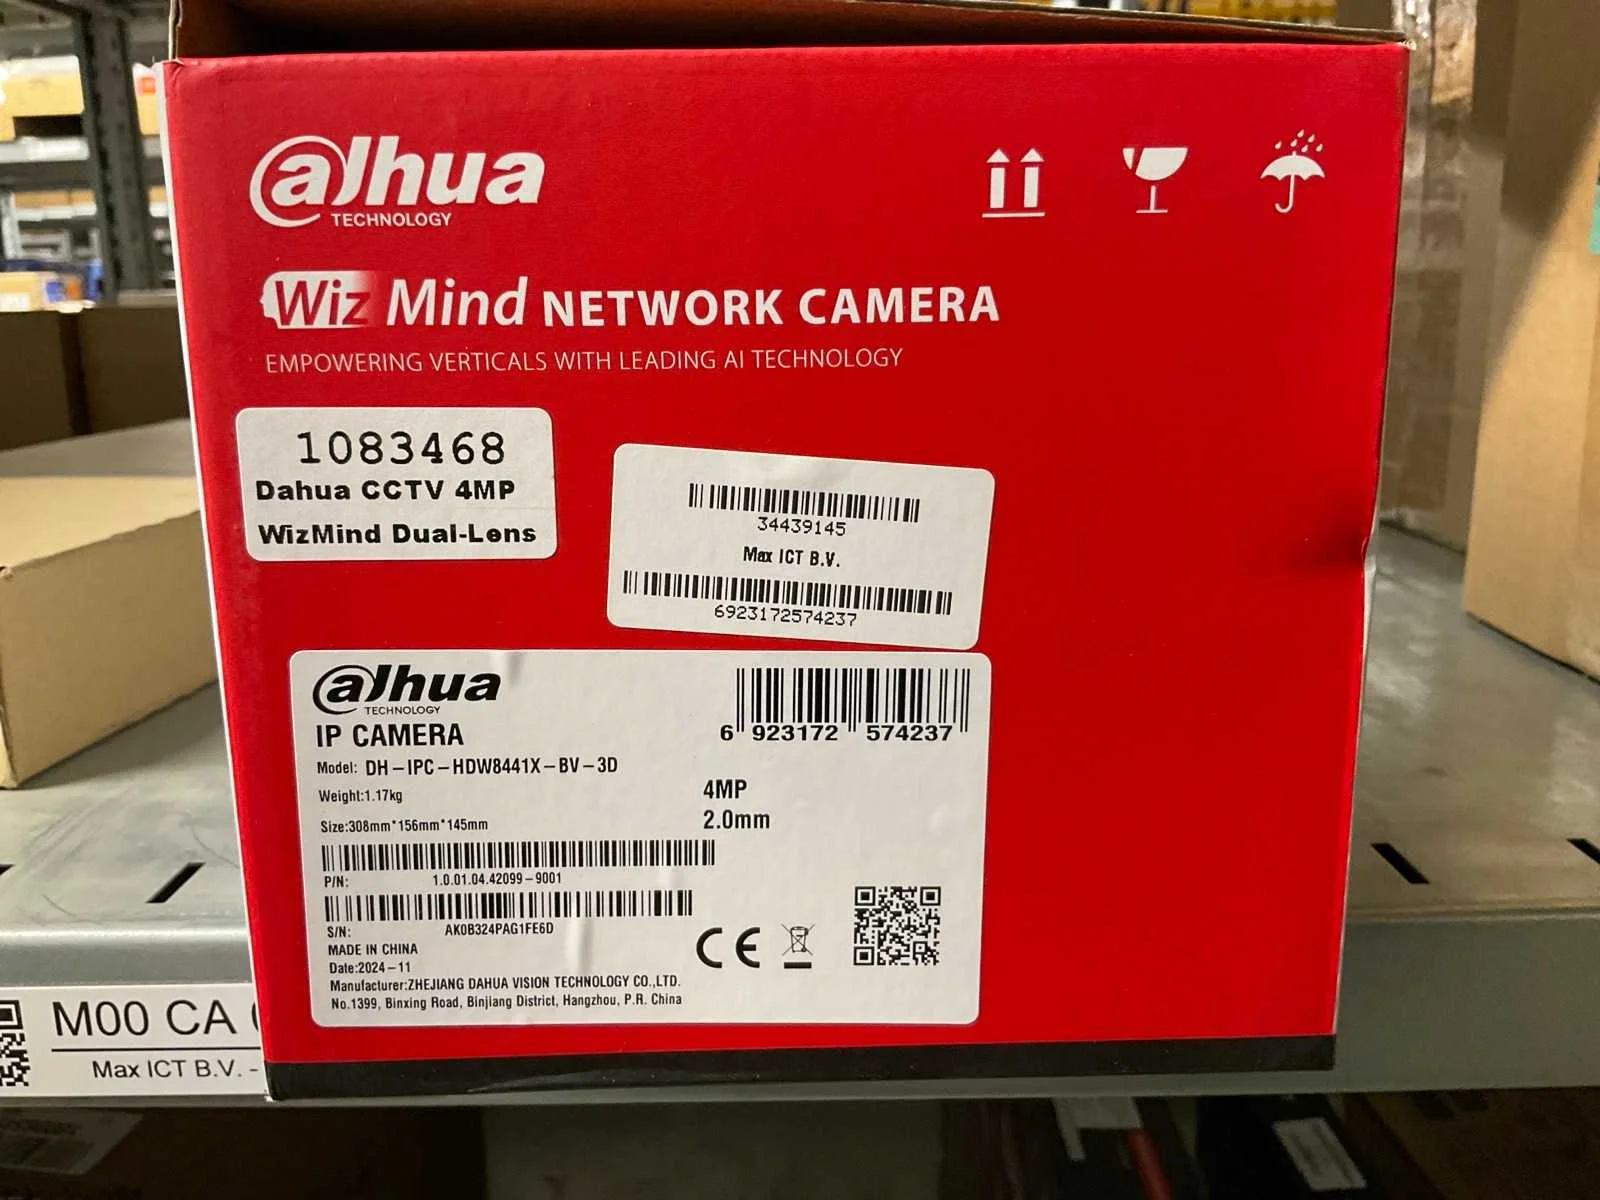 alhua
TECHNOLOGY
Wiz Mind NETWORK CAMERA
EMPOWERING VERTICALS WITH LEADING AI TECHNOLOGY
1083468
Dahua CCTV 4MP
WizMind Dual-Lens
34439145
Max ICT B.V.
6923172574237
alhua
TECHNOLOGY
IP CAMERA
6 923172 574237
Model: DH-IPC-HDW8441X-BV-3D
Weight:1.17kg
4MP
Size:308mm*156mm*145mm
2.0mm
P/N: 1.0.01.04.42099-9001
S/N: AK0B324PAG1FE6D
MADE IN CHINA
Date:2024-11
Manufacturer:ZHEJIANG DAHUA VISION TECHNOLOGY CO.,LTD.
No.1399, Binxing Road, Binjiang District, Hangzhou, P.R. China
CE
M00 CA
Max ICT B.V. -